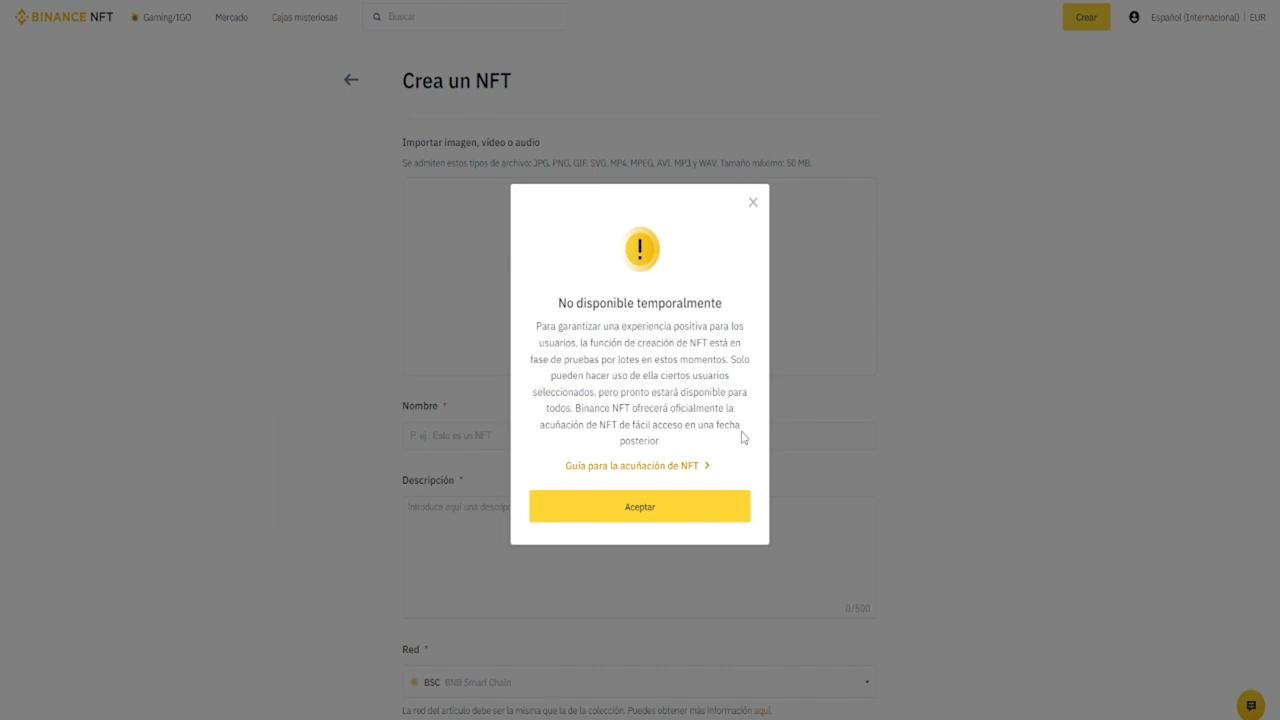 BINANCE NFT
Gaming/IGO
Mercado
Cajas misteriosas
Buscar
Crear
Español (Internacional) | EUR
Crea un NFT
Importar imagen, vídeo o audio
Se admiten estos tipos de archivo: JPG, PNG, GIF, SVG, MP4, MPEG, AVI, MP3 y WAV. Tamaño máximo: 50 MB.
No disponible temporalmente
Para garantizar una experiencia positiva para los
usuarios, la función de creación de NFT está en
fase de pruebas por lotes en estos momentos. Solo
pueden hacer uso de ella ciertos usuarios
seleccionados, pero pronto estará disponible para
todos. Binance NFT ofrecerá oficialmente la
acuñación de NFT de fácil acceso en una fecha
posterior.
Guía para la acuñación de NFT
Aceptar
Nombre *
P. ej.: Esto es un NFT
Descripción *
Introduce aquí una descripc
0/500
Red *
BSC BNB Smart Chain
La red del artículo debe ser la misma que la de la colección. Puedes obtener más información aquí.